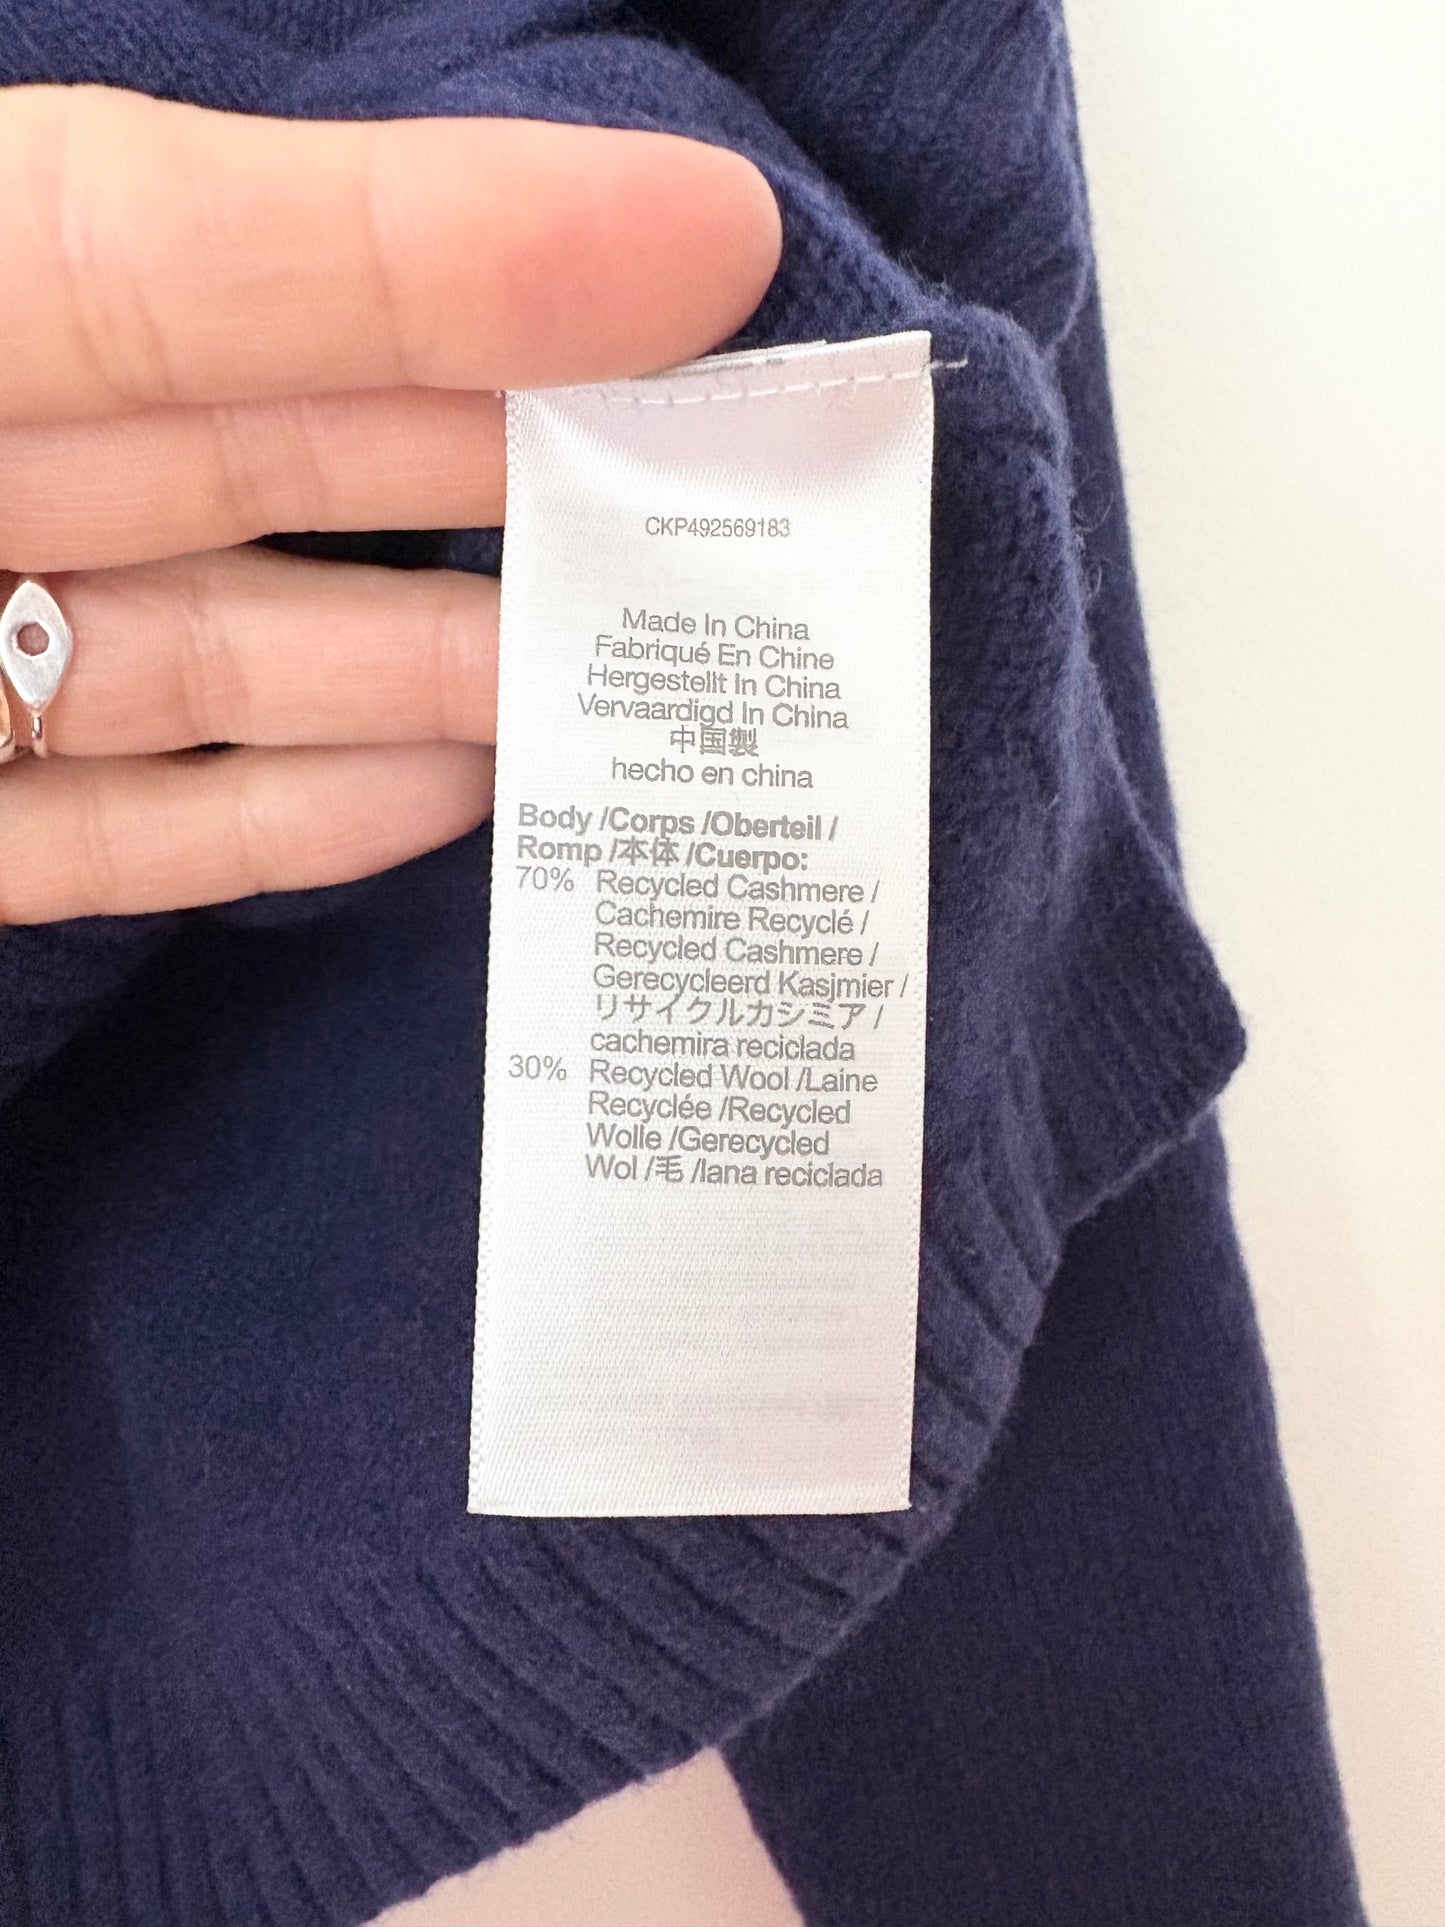 CKP492569183
Made In China
Fabriqué En Chine
Hergestellt In China
Vervaardigd In China
中国製
hecho en china
Body /Corps /Oberteil /
Romp /本体 /Cuerpo:
70% Recycled Cashmere /
Cachemire Recyclé /
Recycled Cashmere /
Gerecycleerd Kasjmier /
リサイクルカシミア /
cachemira reciclada
30% Recycled Wool /Laine
Recyclée /Recycled
Wolle /Gerecycled
Wol /毛 /lana reciclada